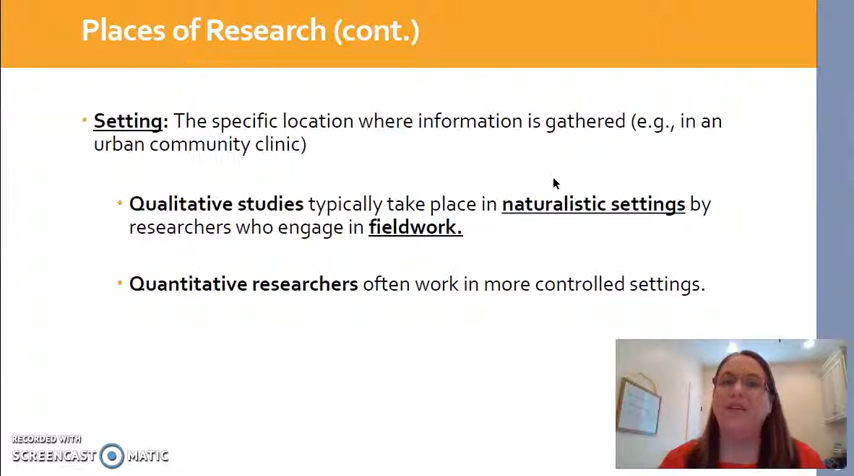 Places of Research (cont.)
• Setting: The specific location where information is gathered (e.g., in an
urban community clinic)
• Qualitative studies typically take place in naturalistic settings by
researchers who engage in fieldwork.
• Quantitative researchers often work in more controlled settings.
RECORDED WITH
SCREENCAST MATIC